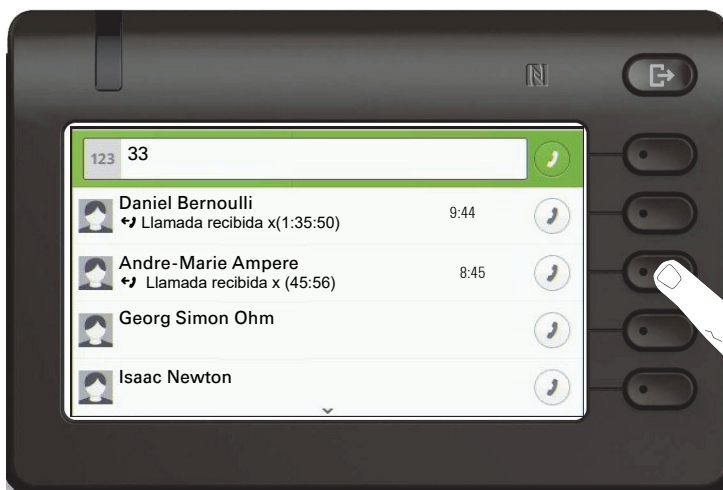 123 33
Daniel Bernoulli 9:44
Llamada recibida x(1:35:50)
Andre-Marie Ampere 8:45
Llamada recibida x (45:56)
Georg Simon Ohm
Isaac Newton